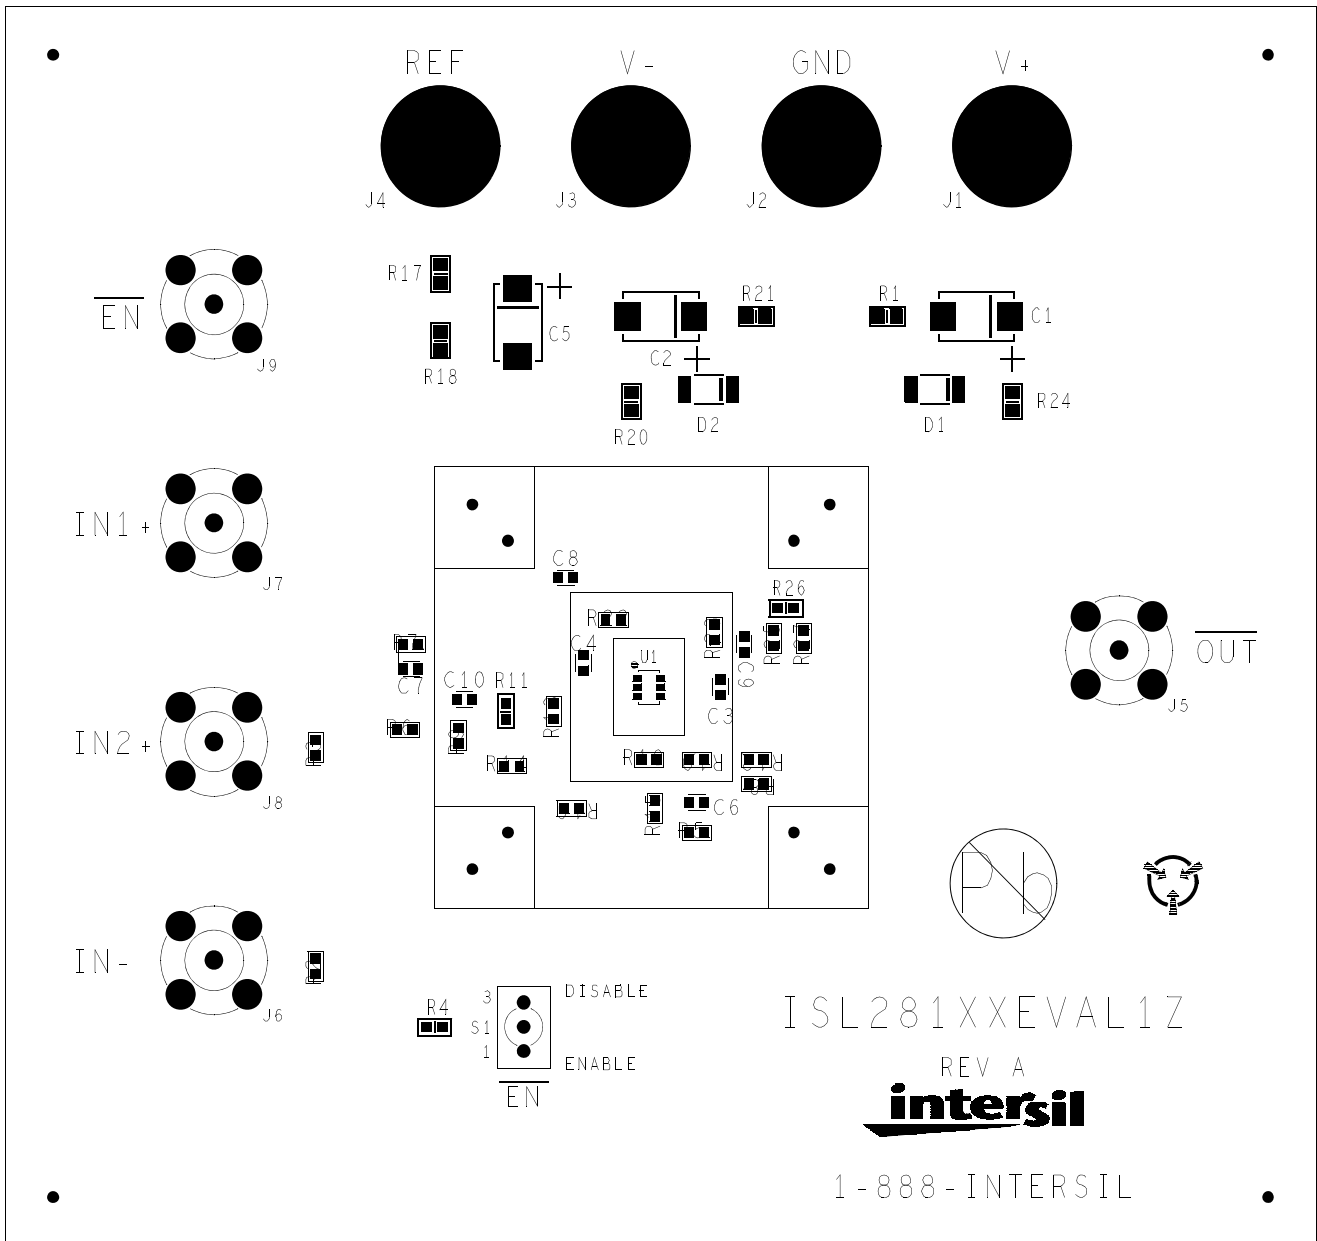 REF
V-
GND
V+
J4
J3
J2
J1
R17
R21
R1
EN
C1
C5
J9
C2
R18
R24
D2
D1
R20
IN1+
C8
J7
R26
C4
U1
OUT
C9
C7
C10
R11
J5
C3
IN2+
J8
C6
Pb
IN-
DISABLE
3
R4
J6
S1
ISL281XXEVAL1Z
1
ENABLE
REV A
EN
intersil
1-888-INTERSIL